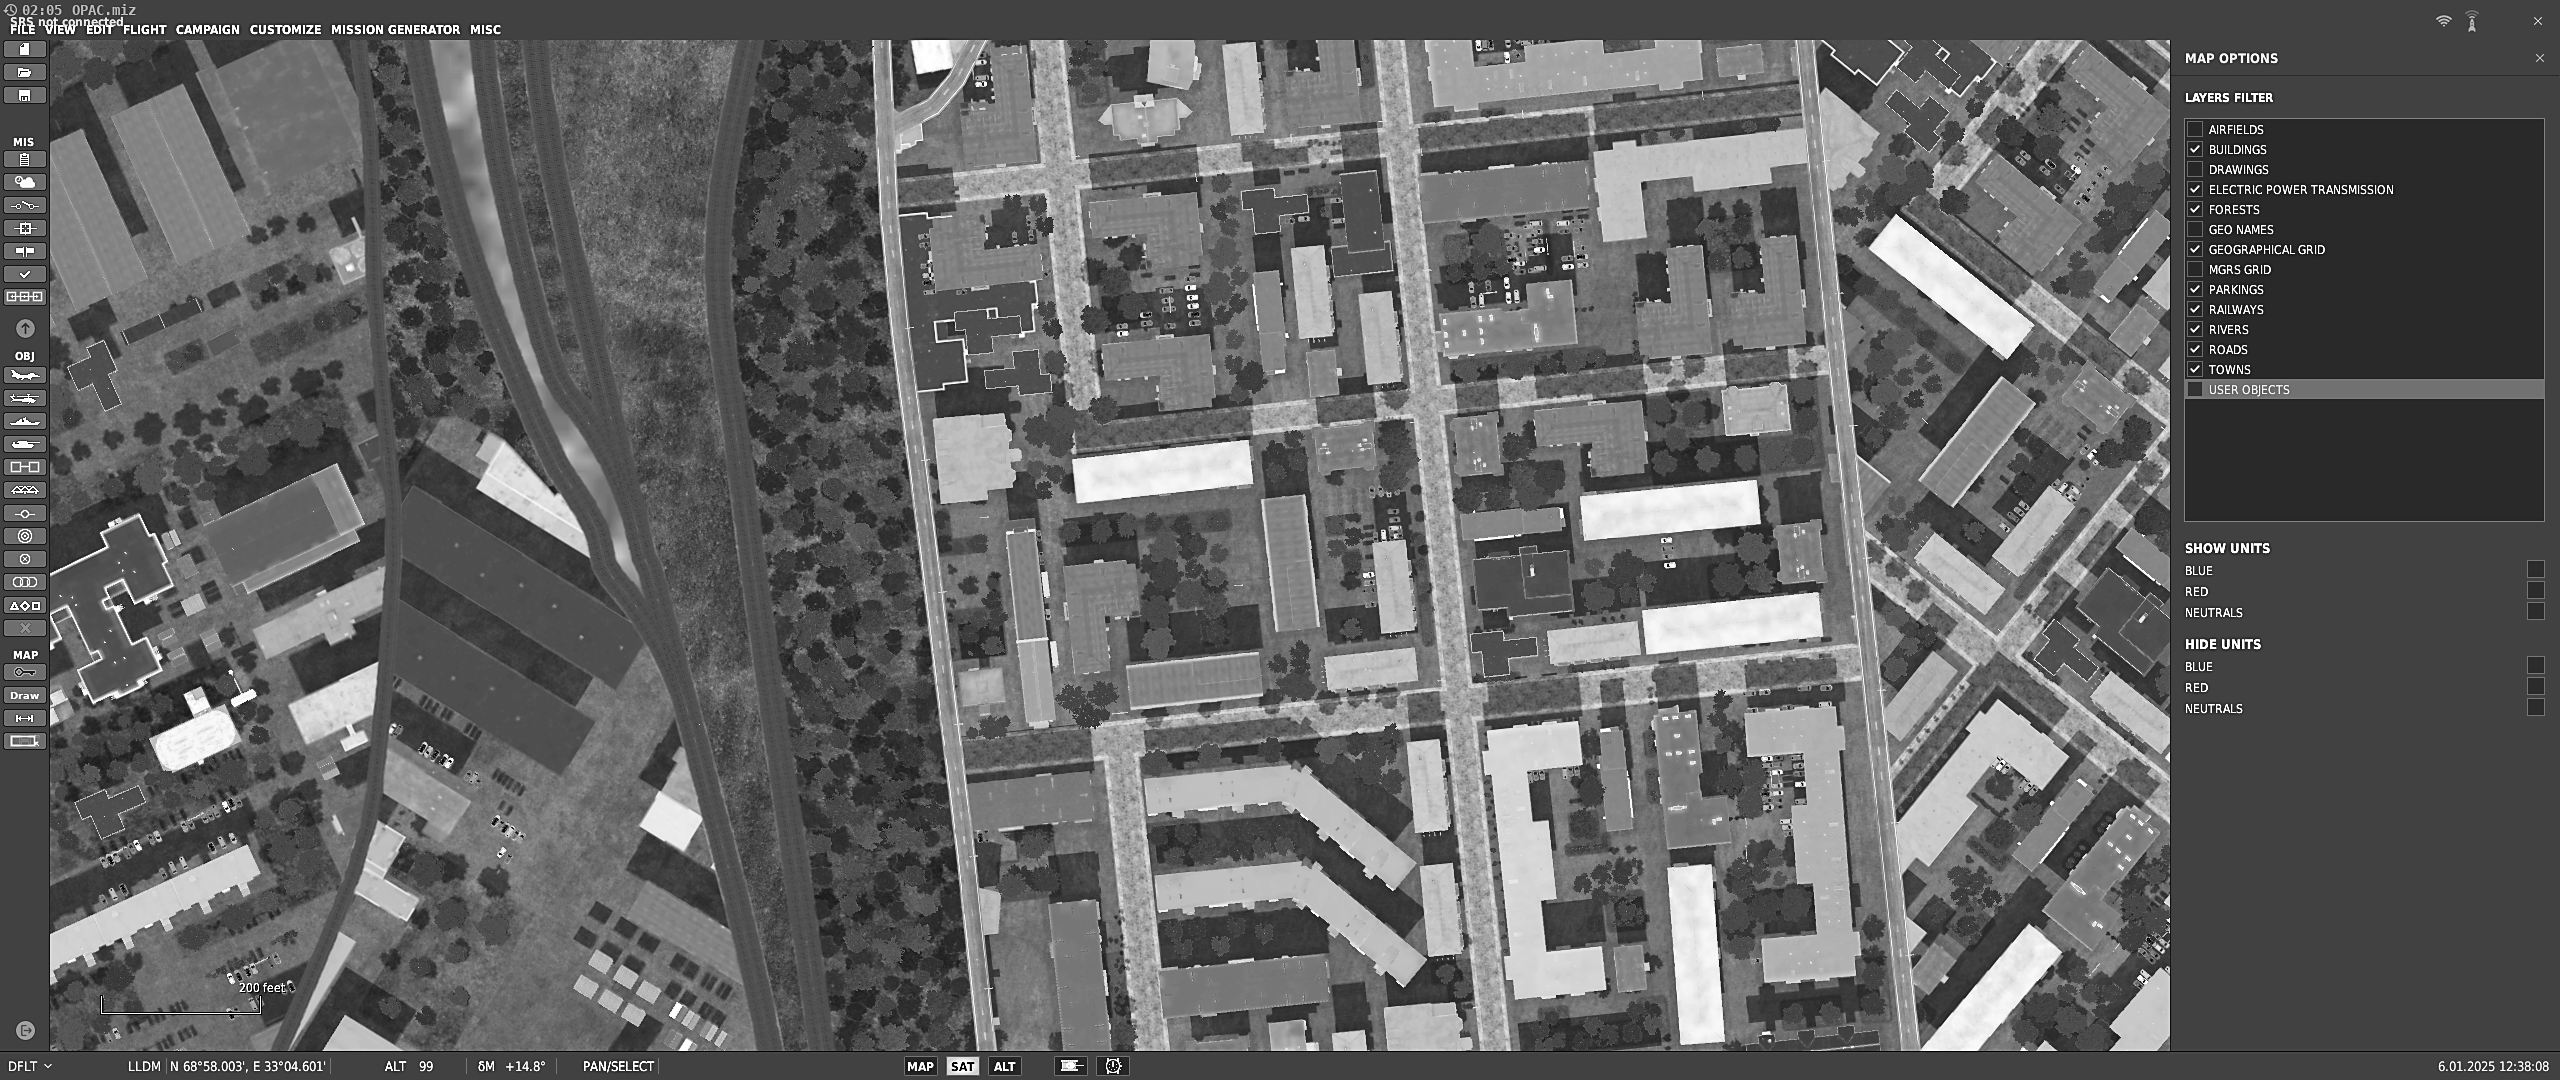 02:05 OPAC.miz
SRS not connected
FILE VIEW EDIT FLIGHT CAMPAIGN CUSTOMIZE MISSION GENERATOR MISC
MIS
OBJ
MAP
Draw
200 feet
MAP OPTIONS
LAYERS FILTER
AIRFIELDS
BUILDINGS
DRAWINGS
ELECTRIC POWER TRANSMISSION
FORESTS
GEO NAMES
GEOGRAPHICAL GRID
MGRS GRID
PARKINGS
RAILWAYS
RIVERS
ROADS
TOWNS
USER OBJECTS
SHOW UNITS
BLUE
RED
NEUTRALS
HIDE UNITS
BLUE
RED
NEUTRALS
DFLT LLDM N 68°58.003', E 33°04.601' ALT 99 δM +14.8° PAN/SELECT MAP SAT ALT 6.01.2025 12:38:08